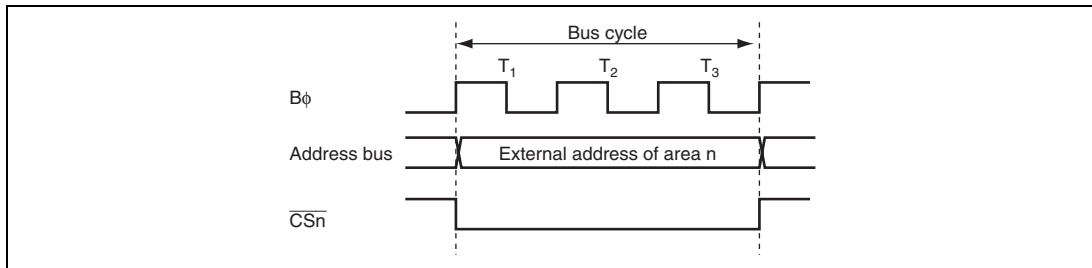 Bus cycle
T1 T2 T3
Bϕ
Address bus External address of area n
CSn